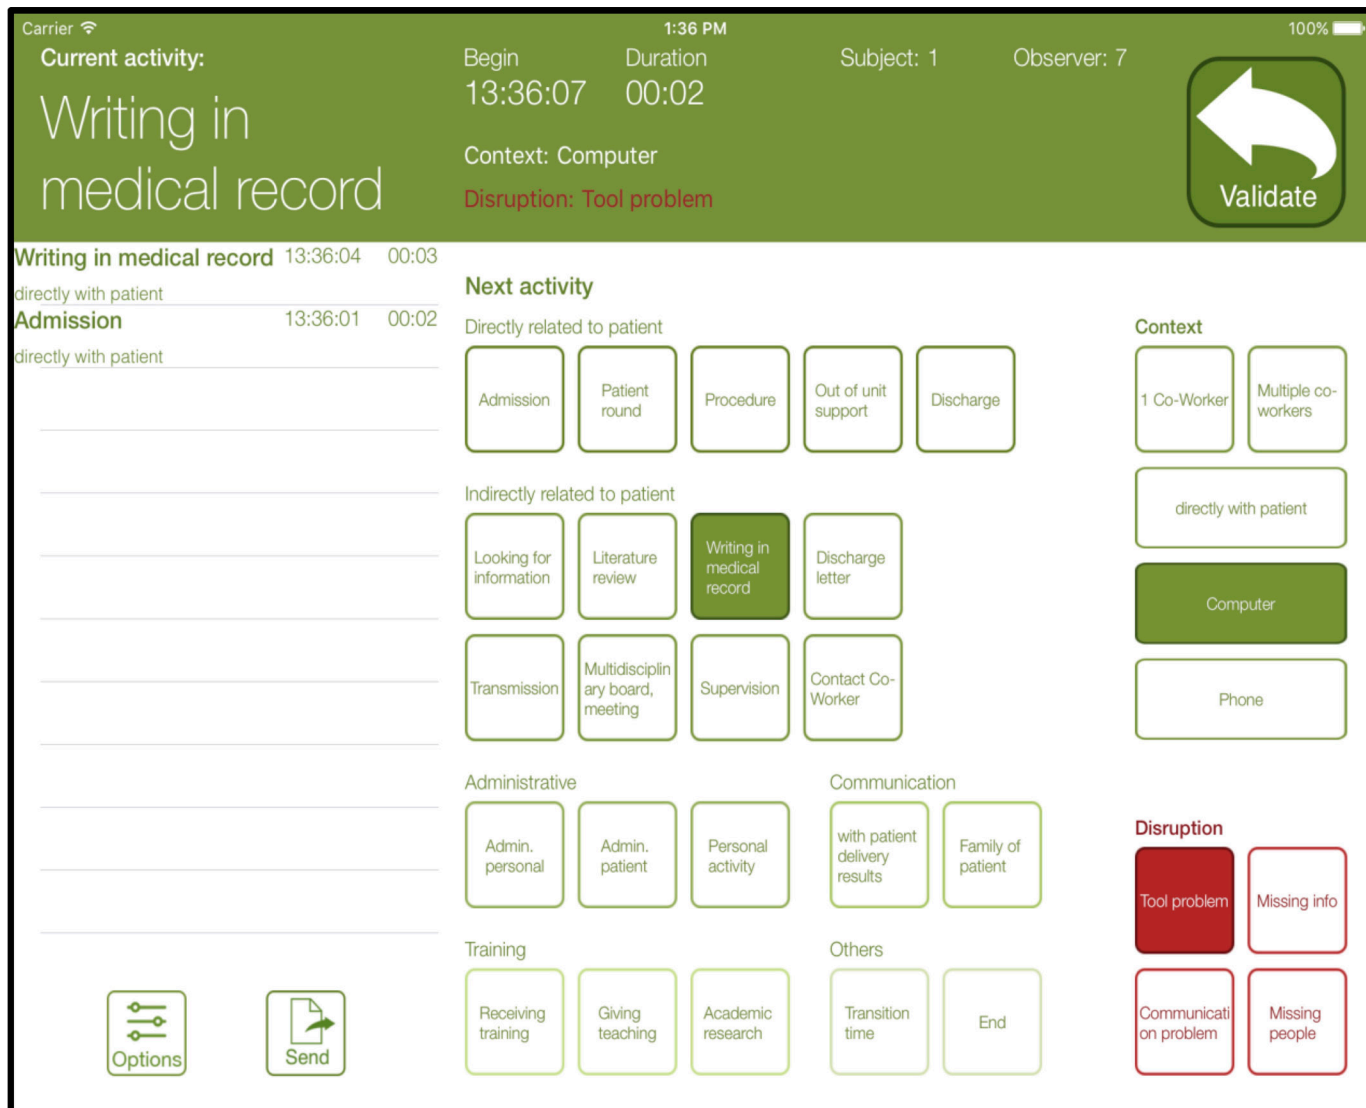 Carrier
1:36 PM
100%
Current activity:
Writing in
medical record
Begin
13:36:07
Duration
00:02
Subject: 1
Observer: 7
Context: Computer
Disruption: Tool problem
Validate
Writing in medical record 13:36:04 00:03
directly with patient
Admission 13:36:01 00:02
directly with patient
Options
Send
Next activity
Directly related to patient
Admission
Patient
round
Procedure
Out of unit
support
Discharge
Indirectly related to patient
Looking for
information
Literature
review
Writing in
medical
record
Discharge
letter
Transmission
Multidisciplin
ary board,
meeting
Supervision
Contact Co-
Worker
Administrative
Admin.
personal
Admin.
patient
Personal
activity
Communication
with patient
delivery
results
Family of
patient
Training
Receiving
training
Giving
teaching
Academic
research
Others
Transition
time
End
Context
1 Co-Worker
Multiple co-
workers
directly with patient
Computer
Phone
Disruption
Tool problem
Missing info
Communicati
on problem
Missing
people